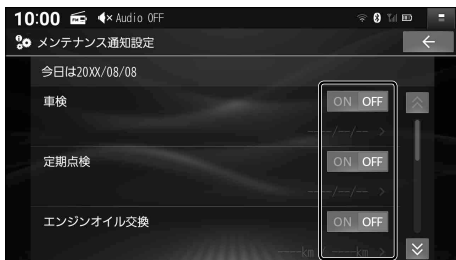 10:00 Audio OFF
メンテナンス通知設定
今日は20XX/08/08
車検 ON OFF
----/--/-- >
定期点検 ON OFF
----/--/-- >
エンジンオイル交換 ON OFF
----km / ----km >